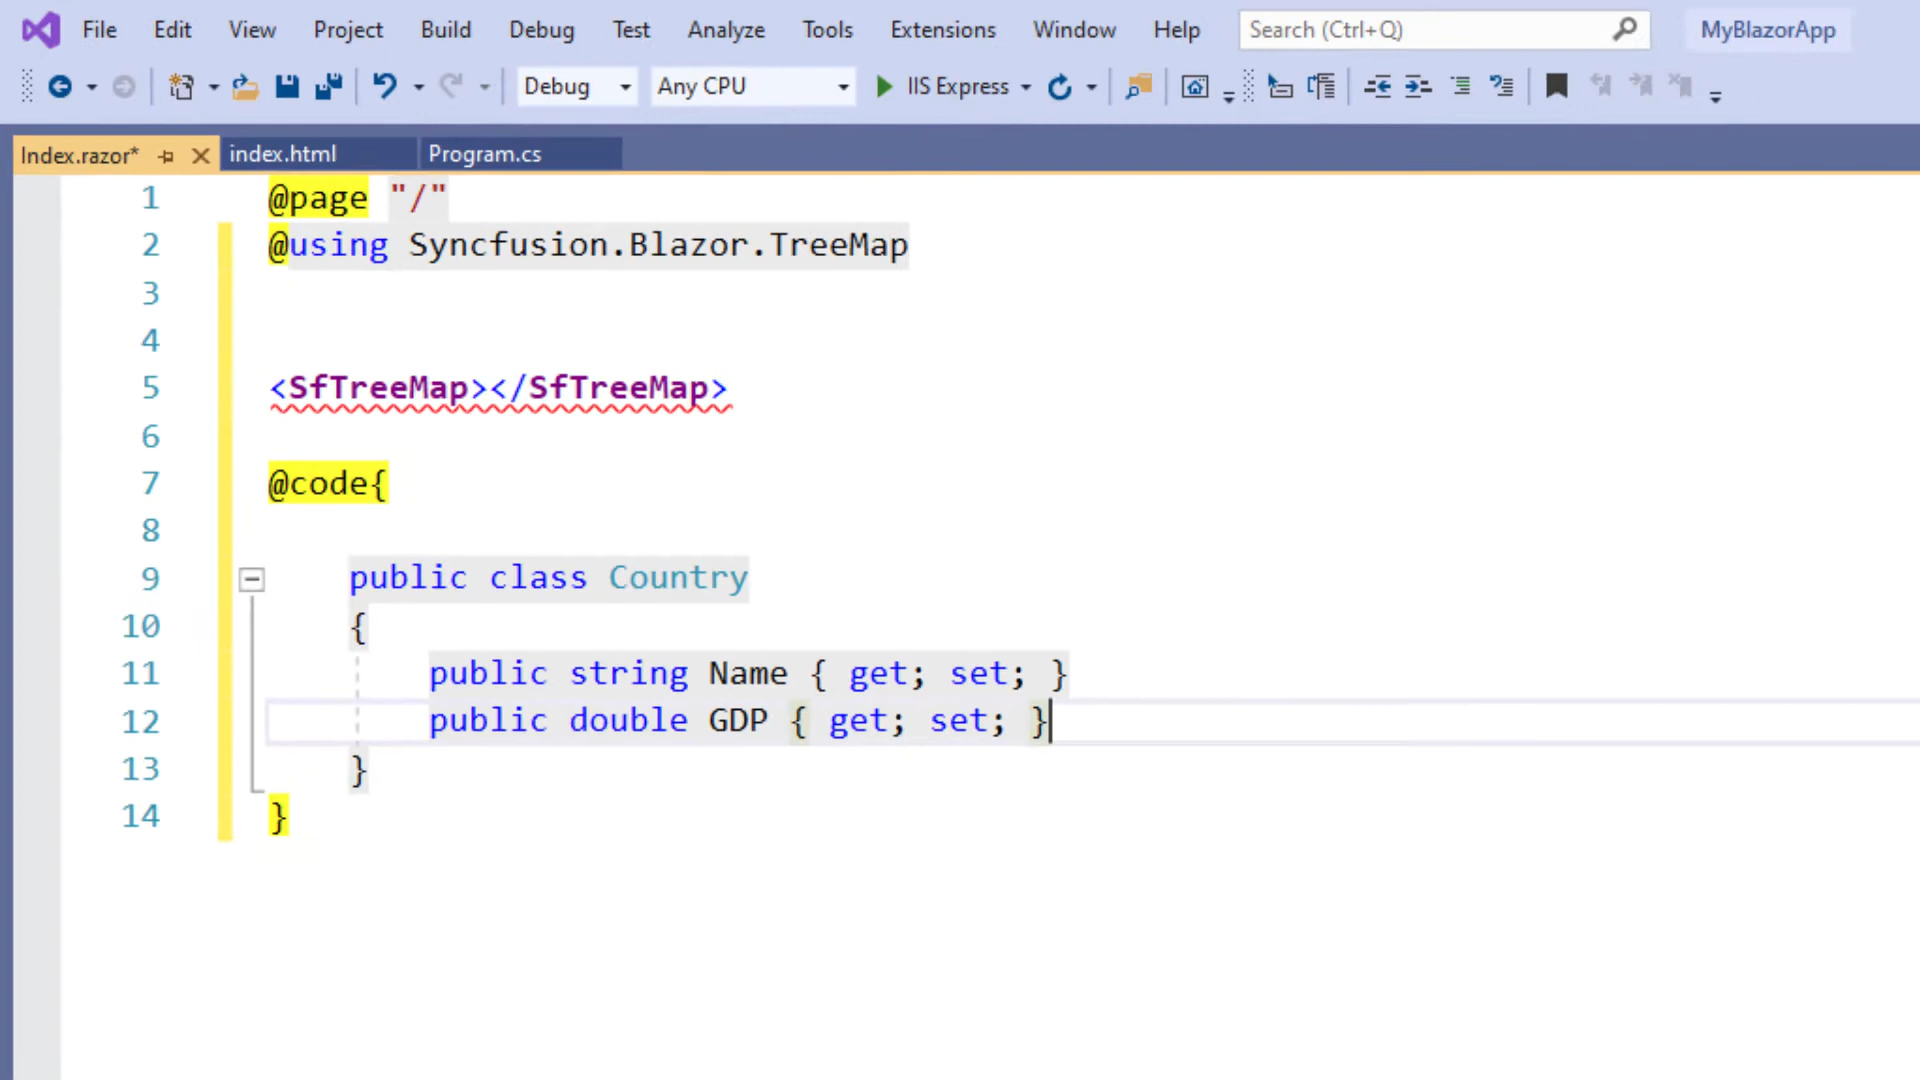 File Edit View Project Build Debug Test Analyze Tools Extensions Window Help Search (Ctrl+Q) MyBlazorApp
Debug Any CPU IIS Express
Index.razor* index.html Program.cs
1 @page "/"
2 @using Syncfusion.Blazor.TreeMap
3
4
5 <SfTreeMap></SfTreeMap>
6
7 @code{
8
9 public class Country
10 {
11 public string Name { get; set; }
12 public double GDP { get; set; }
13 }
14 }